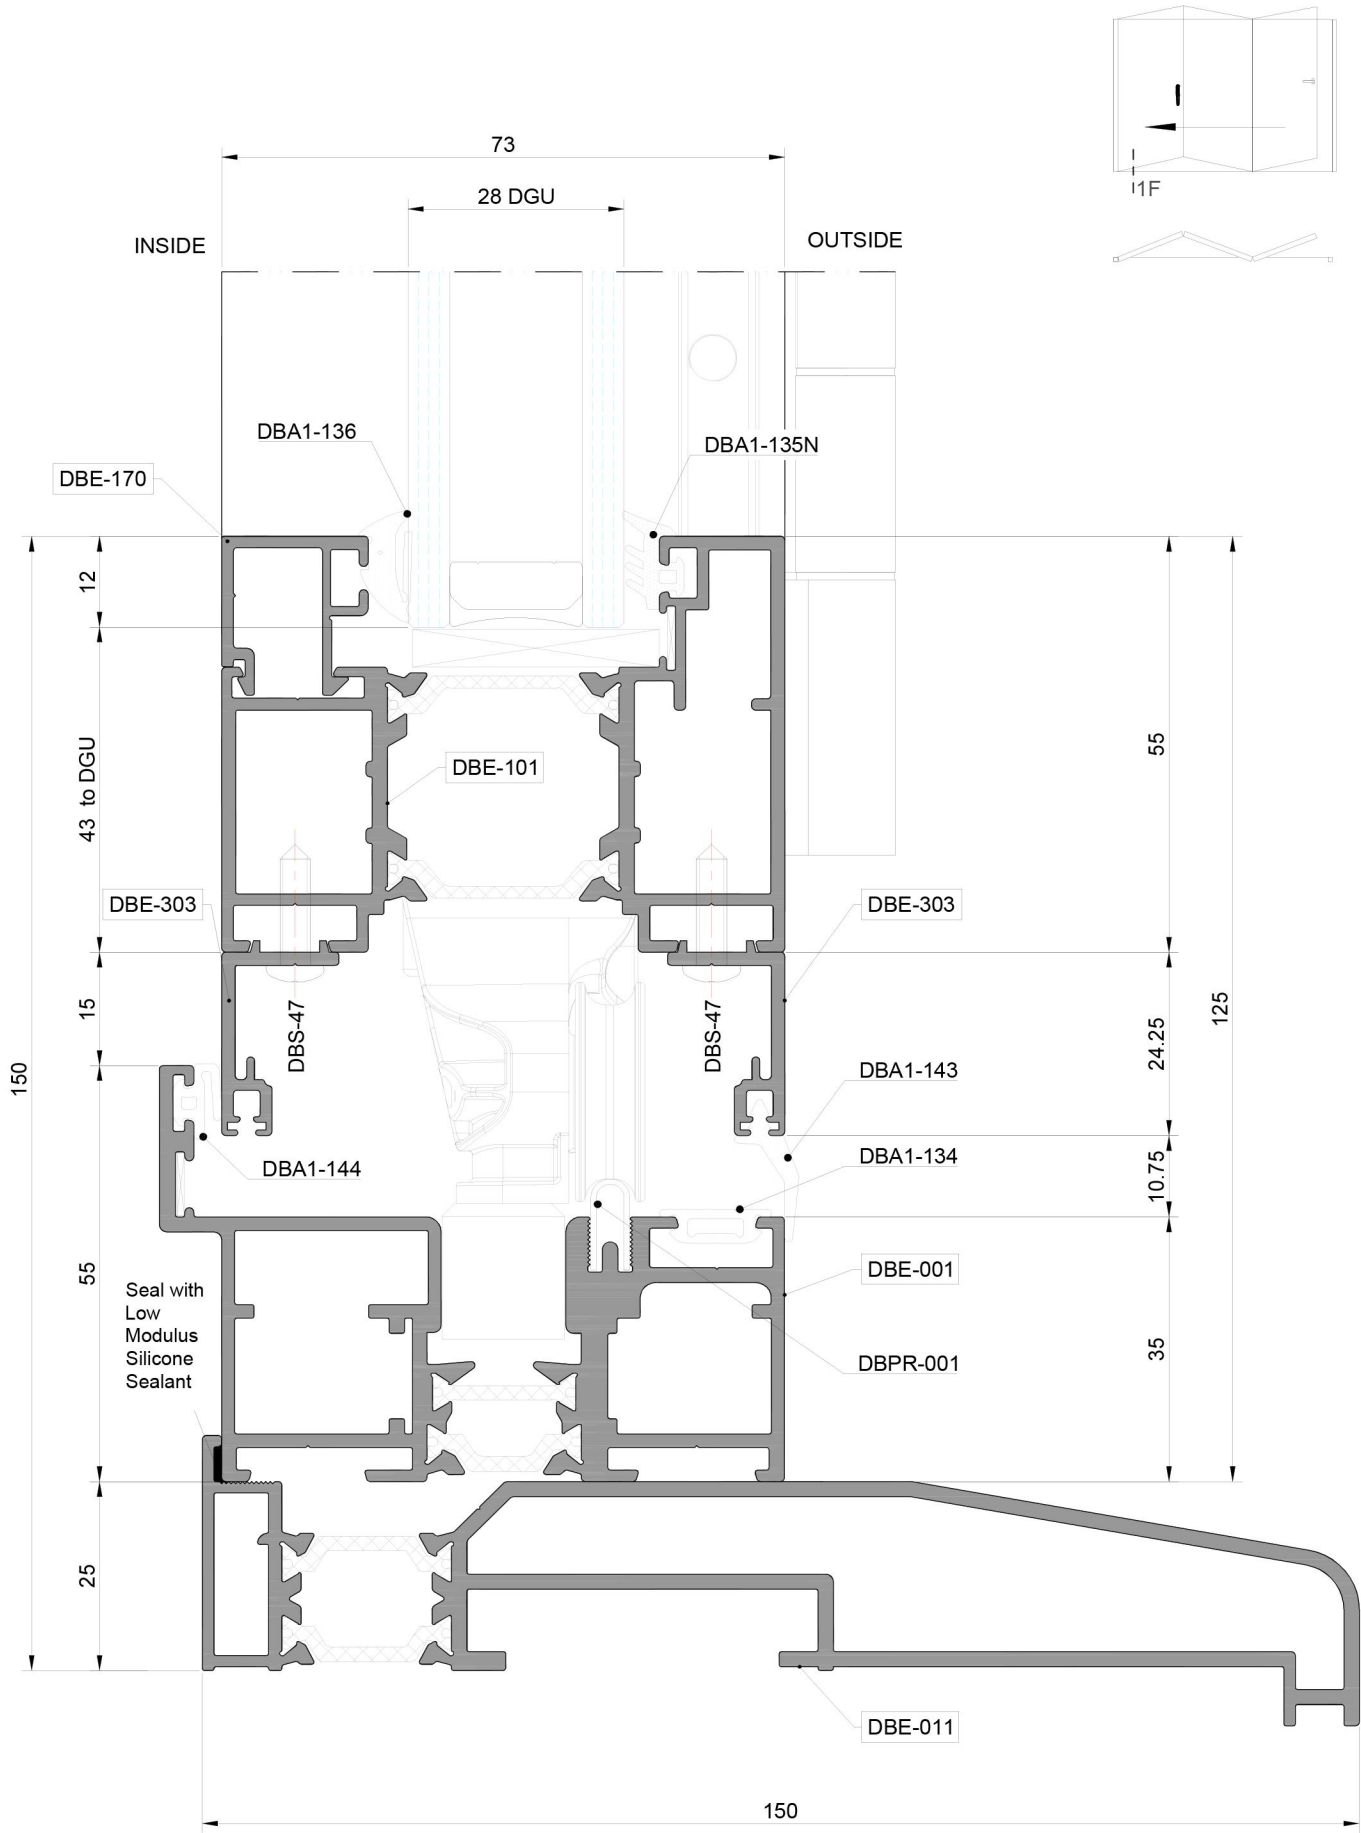 1F
73
28 DGU
INSIDE
OUTSIDE
DBA1-136
DBA1-135N
DBE-170
12
43 to DGU
55
DBE-101
DBE-303
DBE-303
15
DBS-47
DBS-47
24.25
125
150
DBA1-143
DBA1-144
DBA1-134
10.75
55
DBE-001
Seal with
Low
Modulus
Silicone
Sealant
DBPR-001
35
25
DBE-011
150